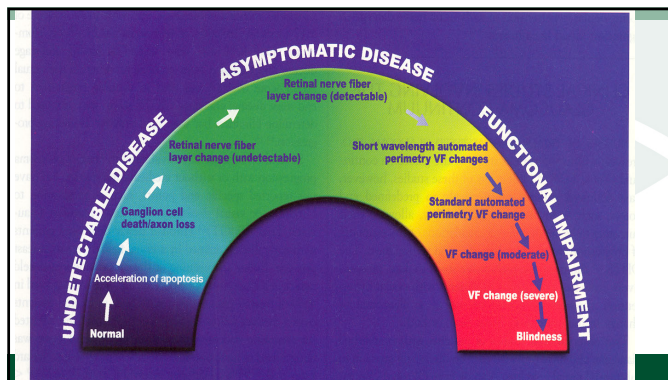 UNDETECTABLE DISEASE
ASYMPTOMATIC DISEASE
FUNCTIONAL IMPAIRMENT
Normal
Acceleration of apoptosis
Ganglion cell
death/axon loss
Retinal nerve fiber
layer change (undetectable)
Retinal nerve fiber
layer change (detectable)
Short wavelength automated
perimetry VF changes
Standard automated
perimetry VF change
VF change (moderate)
VF change (severe)
Blindness